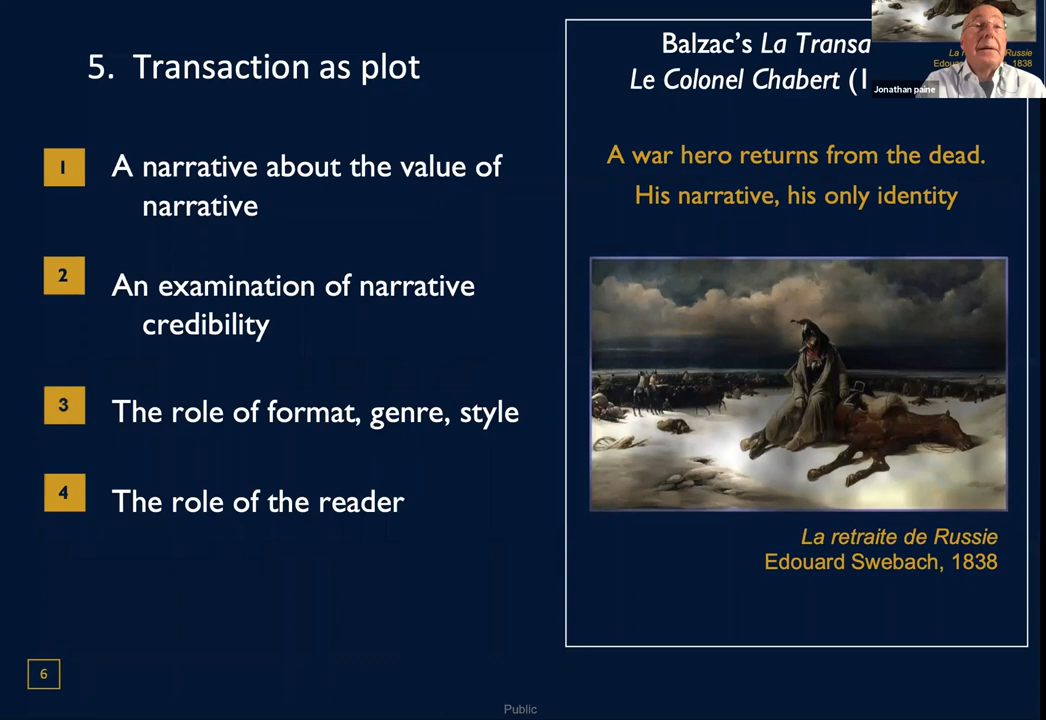 5. Transaction as plot
1
A narrative about the value of
narrative
2
An examination of narrative
credibility
3
The role of format, genre, style
4
The role of the reader
Balzac's La Transa
Le Colonel Chabert (1
A war hero returns from the dead.
His narrative, his only identity
La retraite de Russie
Edouard Swebach, 1838
Russie
1838
Jonathan paine
6
Public